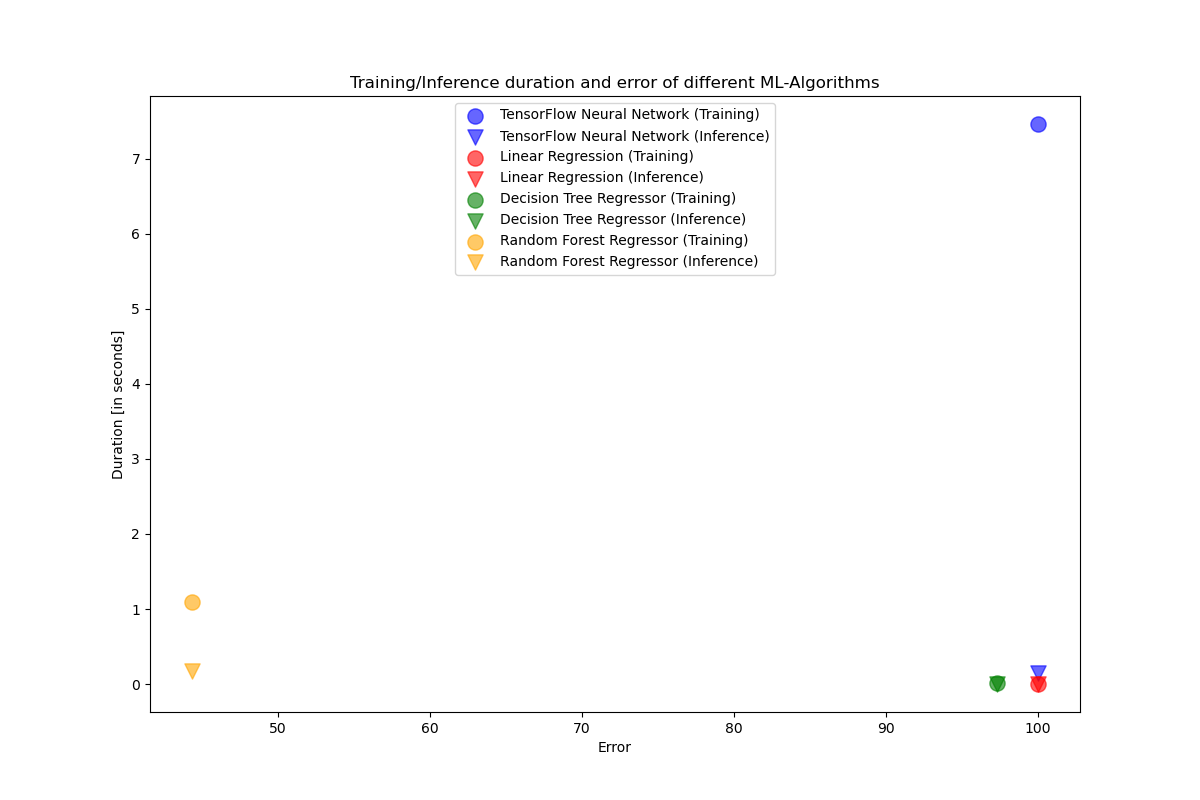 Training/Inference duration and error of different ML-Algorithms
TensorFlow Neural Network (Training)
TensorFlow Neural Network (Inference)
Linear Regression (Training)
Linear Regression (Inference)
Decision Tree Regressor (Training)
Decision Tree Regressor (Inference)
Random Forest Regressor (Training)
Random Forest Regressor (Inference)
Duration [in seconds]
7
6
5
4
3
2
1
0
50 60 70 80 90 100
Error